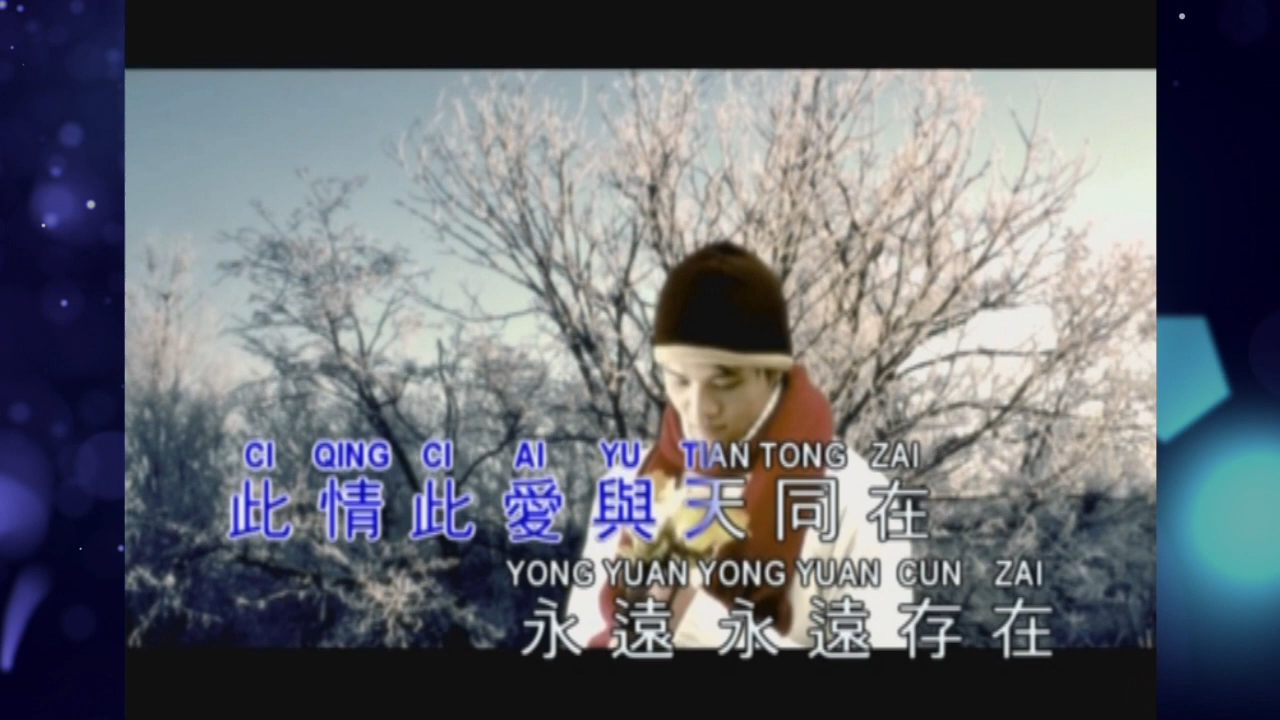 CI QING CI AI YU TIAN TONG ZAI
此 情 此 愛 與 天 同 在
YONG YUAN YONG YUAN CUN ZAI
永 遠 永 遠 存 在